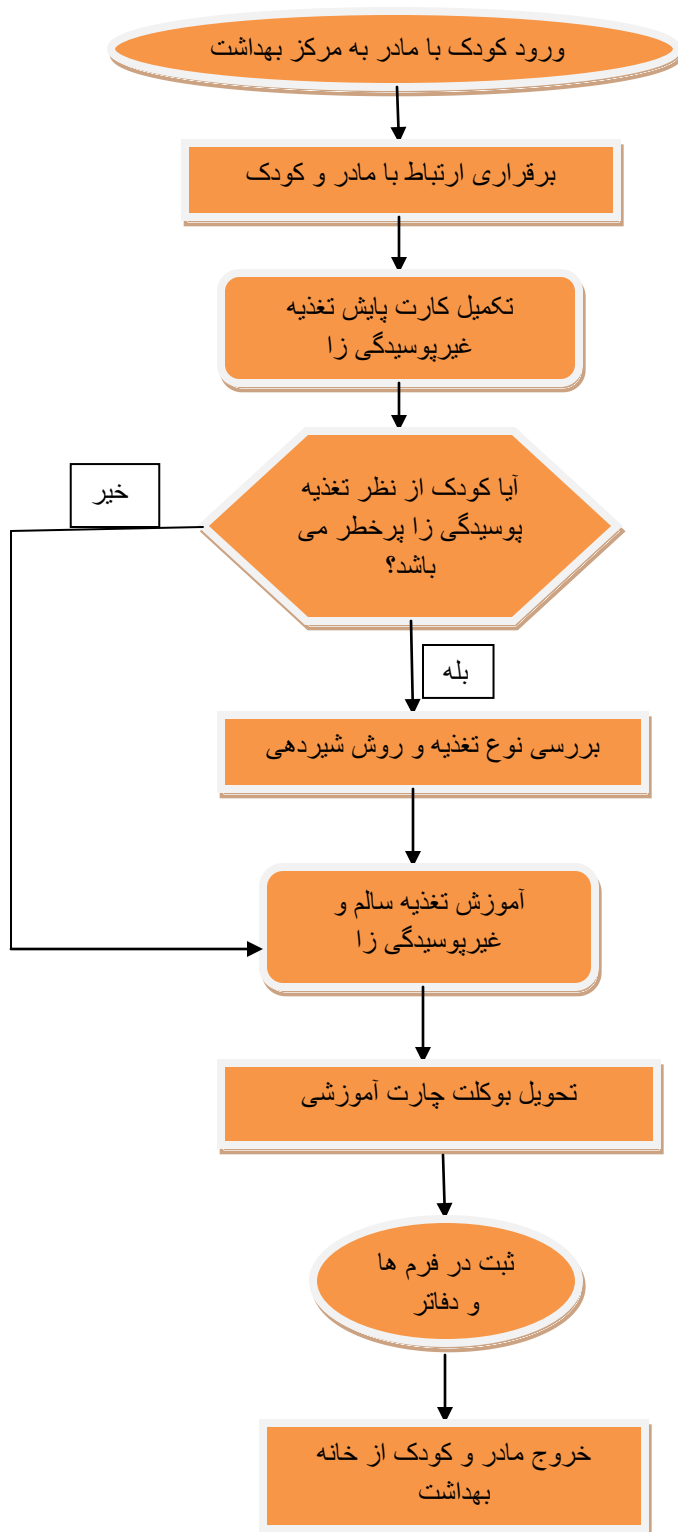 ورود کودک با مادر به مرکز بهداشت
برقراری ارتباط با مادر و کودک
تکمیل کارت پایش تغذیه
غیرپوسیدگی زا
آیا کودک از نظر تغذیه
پوسیدگی زا پرخطر می
باشد؟
خیر
بله
بررسی نوع تغذیه و روش شیردهی
آموزش تغذیه سالم و
غیرپوسیدگی زا
تحویل بوکلت چارت آموزشی
ثبت در فرم ها
و دفاتر
خروج مادر و کودک از خانه
بهداشت